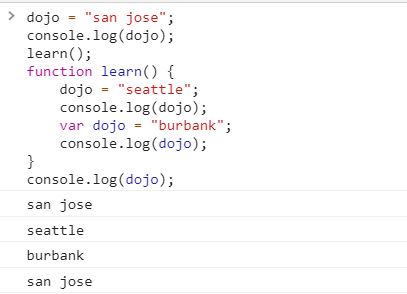 > dojo = "san jose";
console.log(dojo);
learn();
function learn() {
    dojo = "seattle";
    console.log(dojo);
    var dojo = "burbank";
    console.log(dojo);
}
console.log(dojo);
san jose
seattle
burbank
san jose